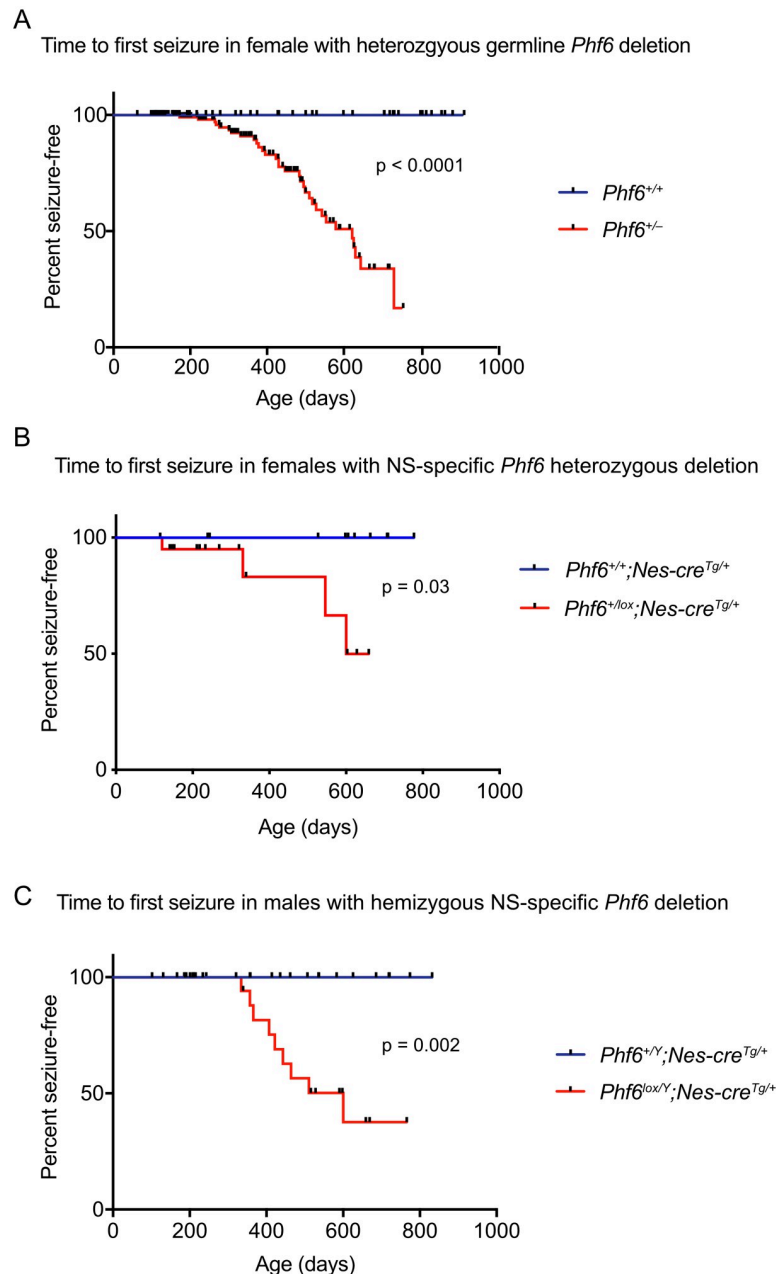 A
Time to first seizure in female with heterozgyous germline Phf6 deletion
100
50
0
Percent seizure-free
0 200 400 600 800 1000
Age (days)
p < 0.0001
Phf6+/+
Phf6+/–
B
Time to first seizure in females with NS-specific Phf6 heterozygous deletion
100
50
0
Percent seizure-free
0 200 400 600 800 1000
Age (days)
p = 0.03
Phf6+/+;Nes-creTg/+
Phf6+/lox;Nes-creTg/+
C
Time to first seizure in males with hemizygous NS-specific Phf6 deletion
100
50
0
Percent seziure-free
0 200 400 600 800 1000
Age (days)
p = 0.002
Phf6+/Y;Nes-creTg/+
Phf6lox/Y;Nes-creTg/+